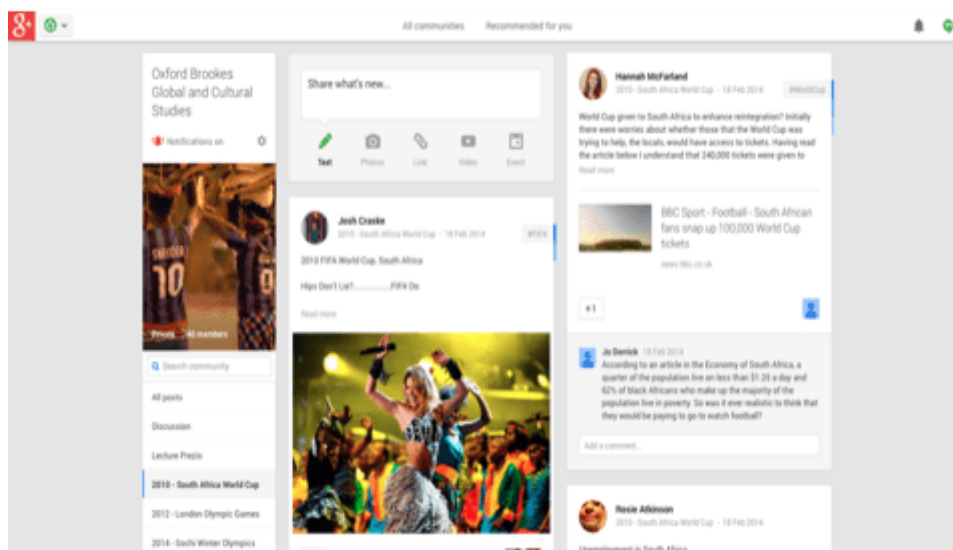 8+
All communities
Recommended for you
Oxford Brookes
Global and Cultural
Studies
Notifications on
10
Private
40 members
Search community
All posts
Discussion
Lecture Prezis
2010 - South Africa World Cup
2012 - London Olympic Games
2014 - Sochi Winter Olympics
Share what's new...
Text
Photos
Link
Video
Event
Josh Craske
2010 - South Africa World Cup - 18 Feb 2014
#FIFA
2010 FIFA World Cup, South Africa
Hips Don't Lie?..................FIFA Do
Read more
Hannah McFarland
2010 - South Africa World Cup - 18 Feb 2014
#WorldCup
World Cup given to South Africa to enhance reintegration? Initially
there were worries about whether those that the World Cup was
trying to help, the locals, would have access to tickets. Having read
the article below I understand that 240,000 tickets were given to
Read more
BBC Sport - Football - South African
fans snap up 100,000 World Cup
tickets
news.bbc.co.uk
+1
Jo Derrick 18 Feb 2014
According to an article in the Economy of South Africa, a
quarter of the population live on less than $1.25 a day and
62% of black Africans who make up the majority of the
population live in poverty. So was it ever realistic to think that
they would be paying to go to watch football?
Add a comment...
Rosie Atkinson
2010 - South Africa World Cup - 18 Feb 2014
Unemployment in South Africa